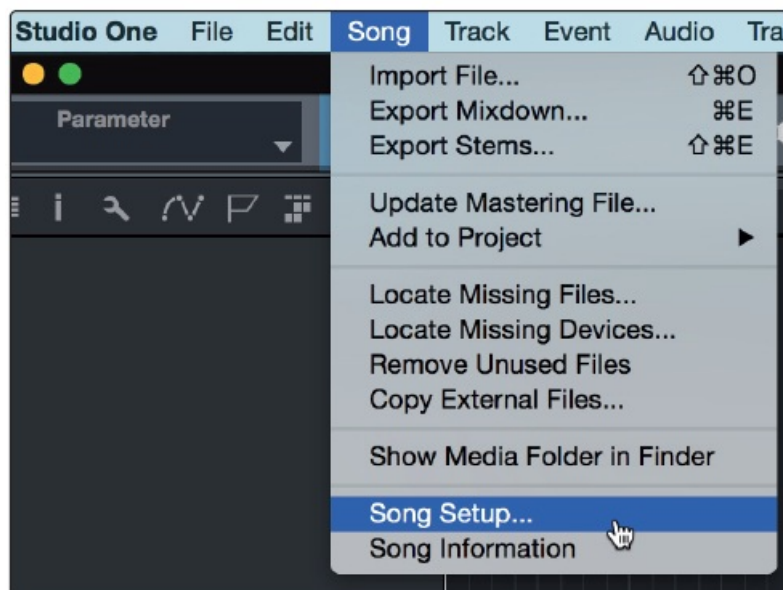 Studio One File Edit Song Track Event Audio Tra
Parameter
Import File... ⇧⌘O
Export Mixdown... ⌘E
Export Stems... ⇧⌘E
Update Mastering File...
Add to Project
Locate Missing Files...
Locate Missing Devices...
Remove Unused Files
Copy External Files...
Show Media Folder in Finder
Song Setup...
Song Information